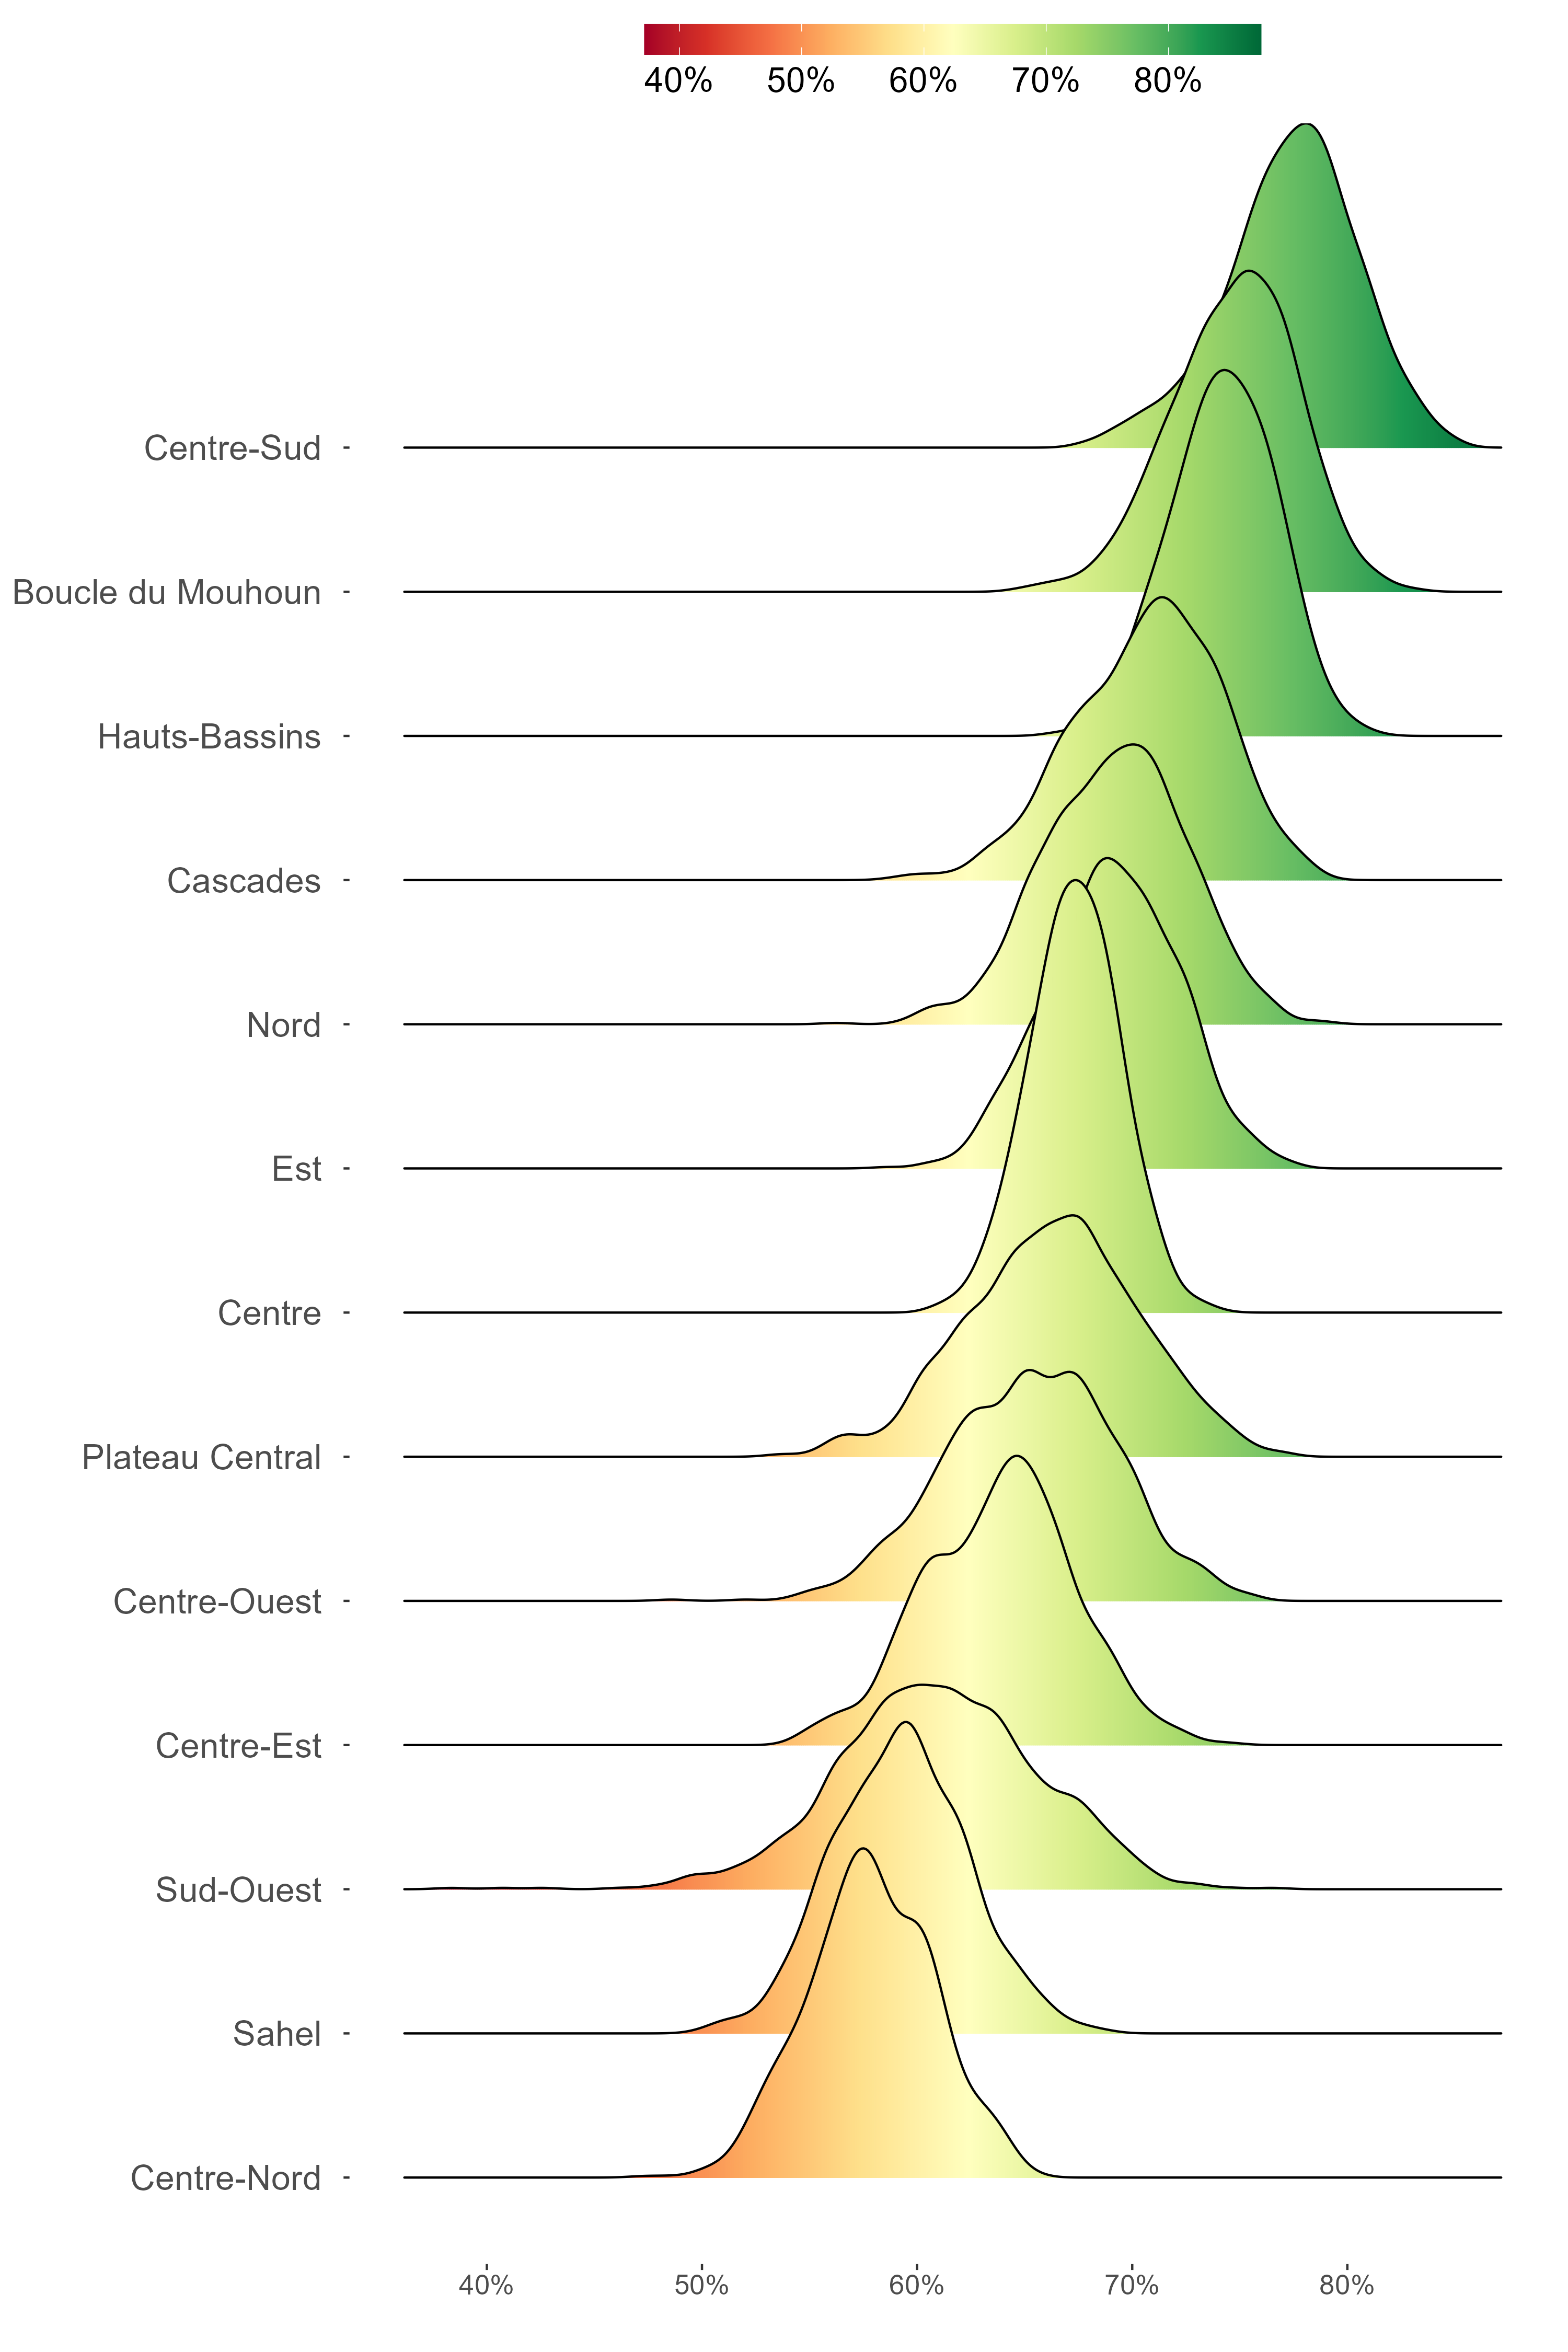 40% 50% 60% 70% 80%
Centre-Sud
Boucle du Mouhoun
Hauts-Bassins
Cascades
Nord
Est
Centre
Plateau Central
Centre-Ouest
Centre-Est
Sud-Ouest
Sahel
Centre-Nord
40% 50% 60% 70% 80%